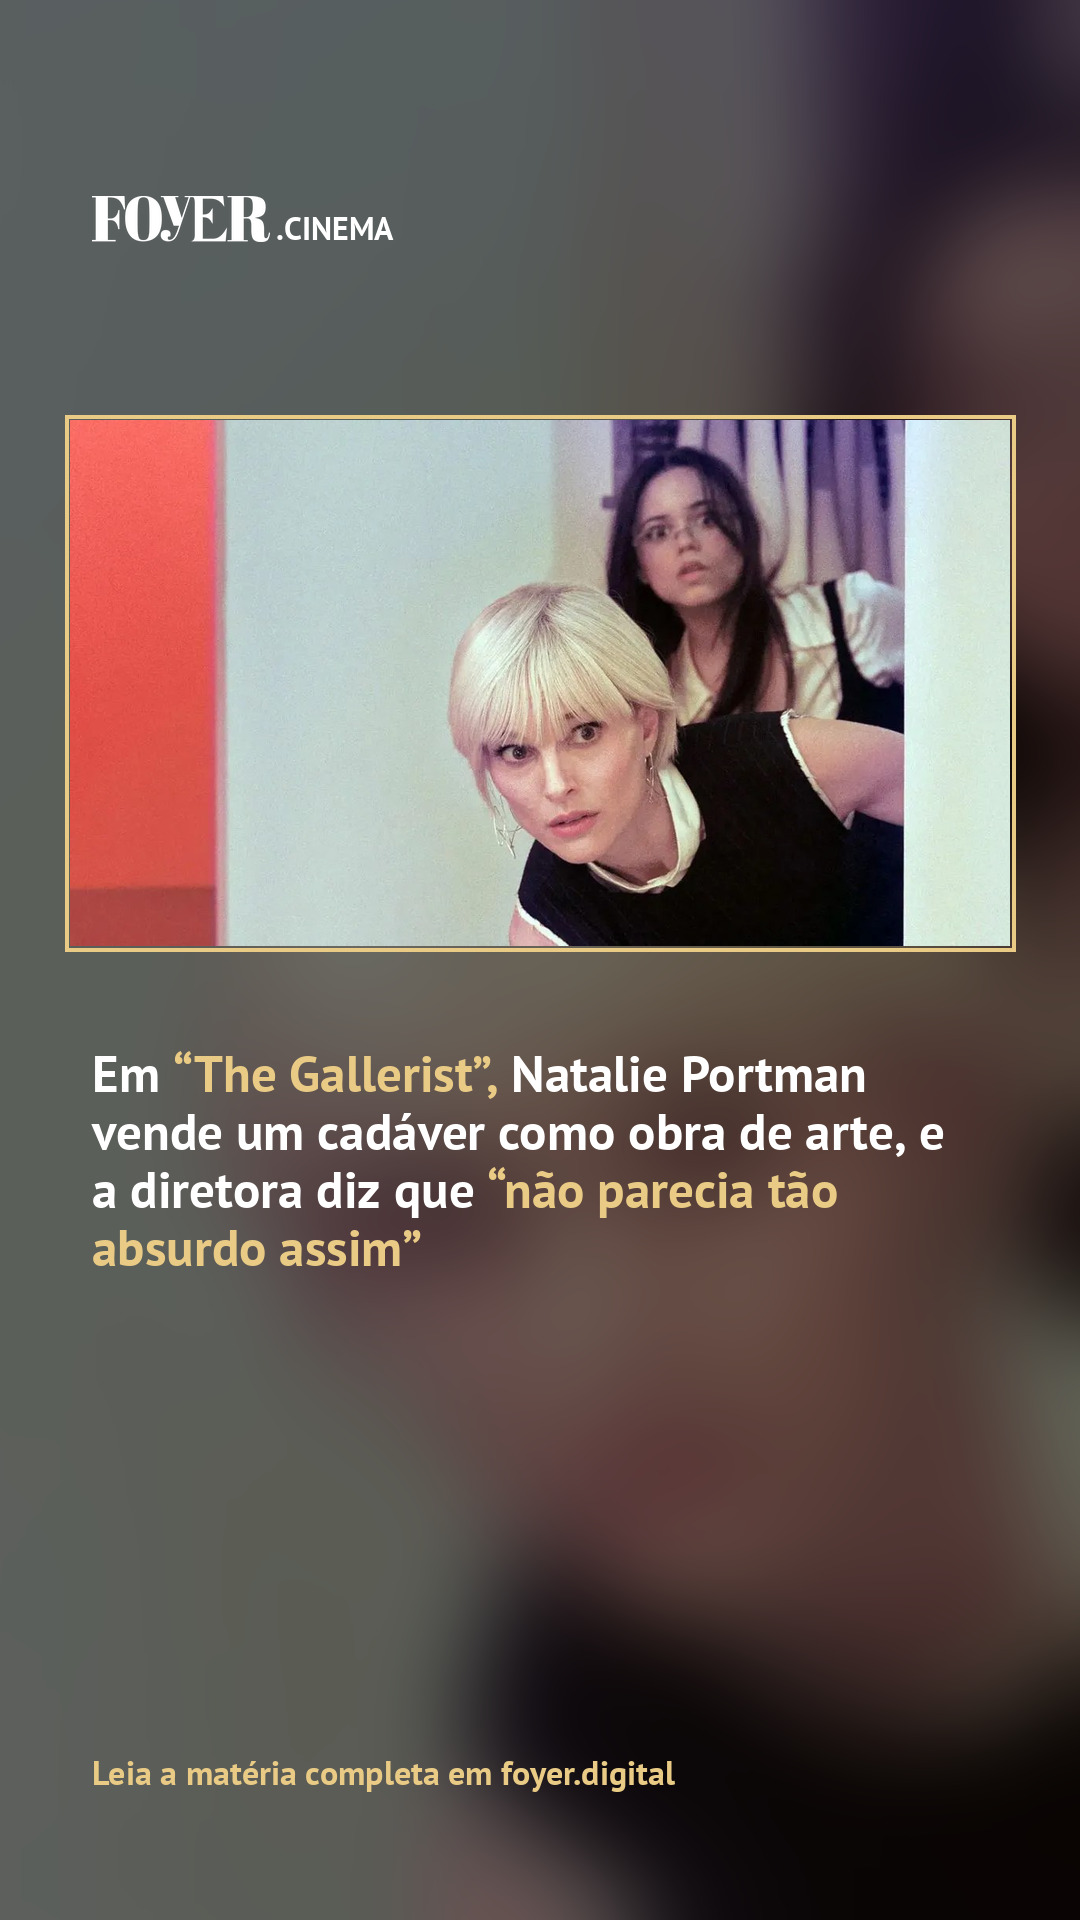 FOYER.CINEMA
Em “The Gallerist”, Natalie Portman
vende um cadáver como obra de arte, e
a diretora diz que “não parecia tão
absurdo assim”
Leia a matéria completa em foyer.digital